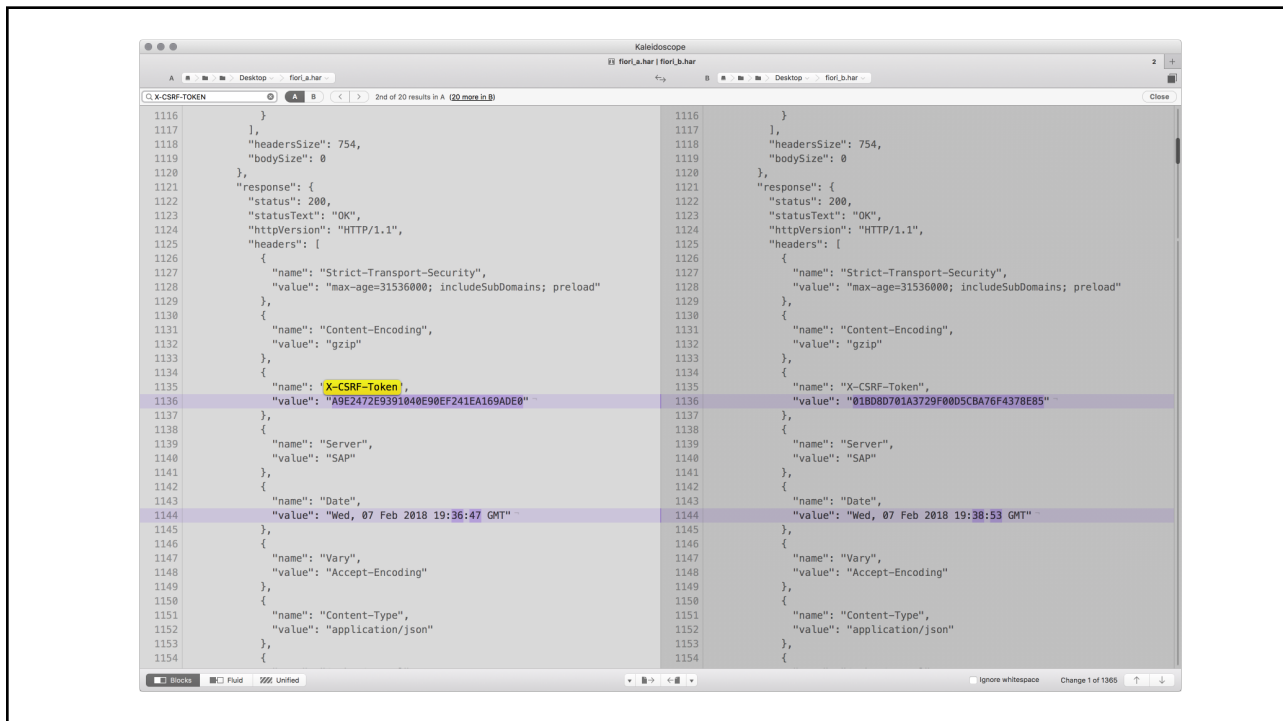 Kaleidoscope
fiori_a.har | fiori_b.har
2 +
A Desktop fiori_a.har
B Desktop fiori_b.har
X-CSRF-TOKEN A B 2nd of 20 results in A (20 more in B) Close
1116 }
1117 ],
1118 "headersSize": 754,
1119 "bodySize": 0
1120 },
1121 "response": {
1122 "status": 200,
1123 "statusText": "OK",
1124 "httpVersion": "HTTP/1.1",
1125 "headers": [
1126 {
1127 "name": "Strict-Transport-Security",
1128 "value": "max-age=31536000; includeSubDomains; preload"
1129 },
1130 {
1131 "name": "Content-Encoding",
1132 "value": "gzip"
1133 },
1134 {
1135 "name": "X-CSRF-Token",
1136 "value": "A9E2472E9391040E90EF241EA169ADE0"
1137 },
1138 {
1139 "name": "Server",
1140 "value": "SAP"
1141 },
1142 {
1143 "name": "Date",
1144 "value": "Wed, 07 Feb 2018 19:36:47 GMT"
1145 },
1146 {
1147 "name": "Vary",
1148 "value": "Accept-Encoding"
1149 },
1150 {
1151 "name": "Content-Type",
1152 "value": "application/json"
1153 },
1154 {
1116 }
1117 ],
1118 "headersSize": 754,
1119 "bodySize": 0
1120 },
1121 "response": {
1122 "status": 200,
1123 "statusText": "OK",
1124 "httpVersion": "HTTP/1.1",
1125 "headers": [
1126 {
1127 "name": "Strict-Transport-Security",
1128 "value": "max-age=31536000; includeSubDomains; preload"
1129 },
1130 {
1131 "name": "Content-Encoding",
1132 "value": "gzip"
1133 },
1134 {
1135 "name": "X-CSRF-Token",
1136 "value": "01BD8D701A3729F00D5CBA76F4378E85"
1137 },
1138 {
1139 "name": "Server",
1140 "value": "SAP"
1141 },
1142 {
1143 "name": "Date",
1144 "value": "Wed, 07 Feb 2018 19:38:53 GMT"
1145 },
1146 {
1147 "name": "Vary",
1148 "value": "Accept-Encoding"
1149 },
1150 {
1151 "name": "Content-Type",
1152 "value": "application/json"
1153 },
1154 {
Blocks Fluid Unified Ignore whitespace Change 1 of 1365